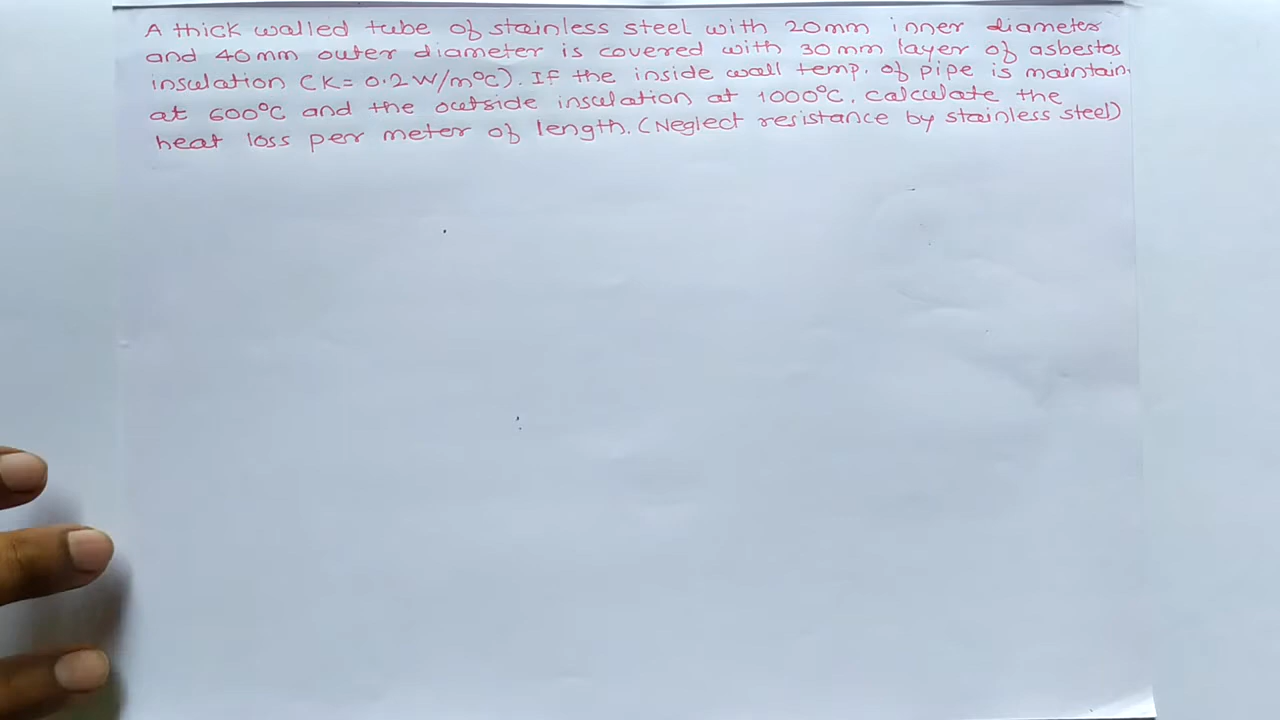 A thick walled tube of stainless steel with 20mm inner diameter
and 40mm outer diameter is covered with 30mm layer of asbestos
insulation (K=0.2W/m°C). If the inside wall temp. of pipe is maintain
at 600°C and the outside insulation at 1000°C. calculate the
heat loss per meter of length. (Neglect resistance by stainless steel)